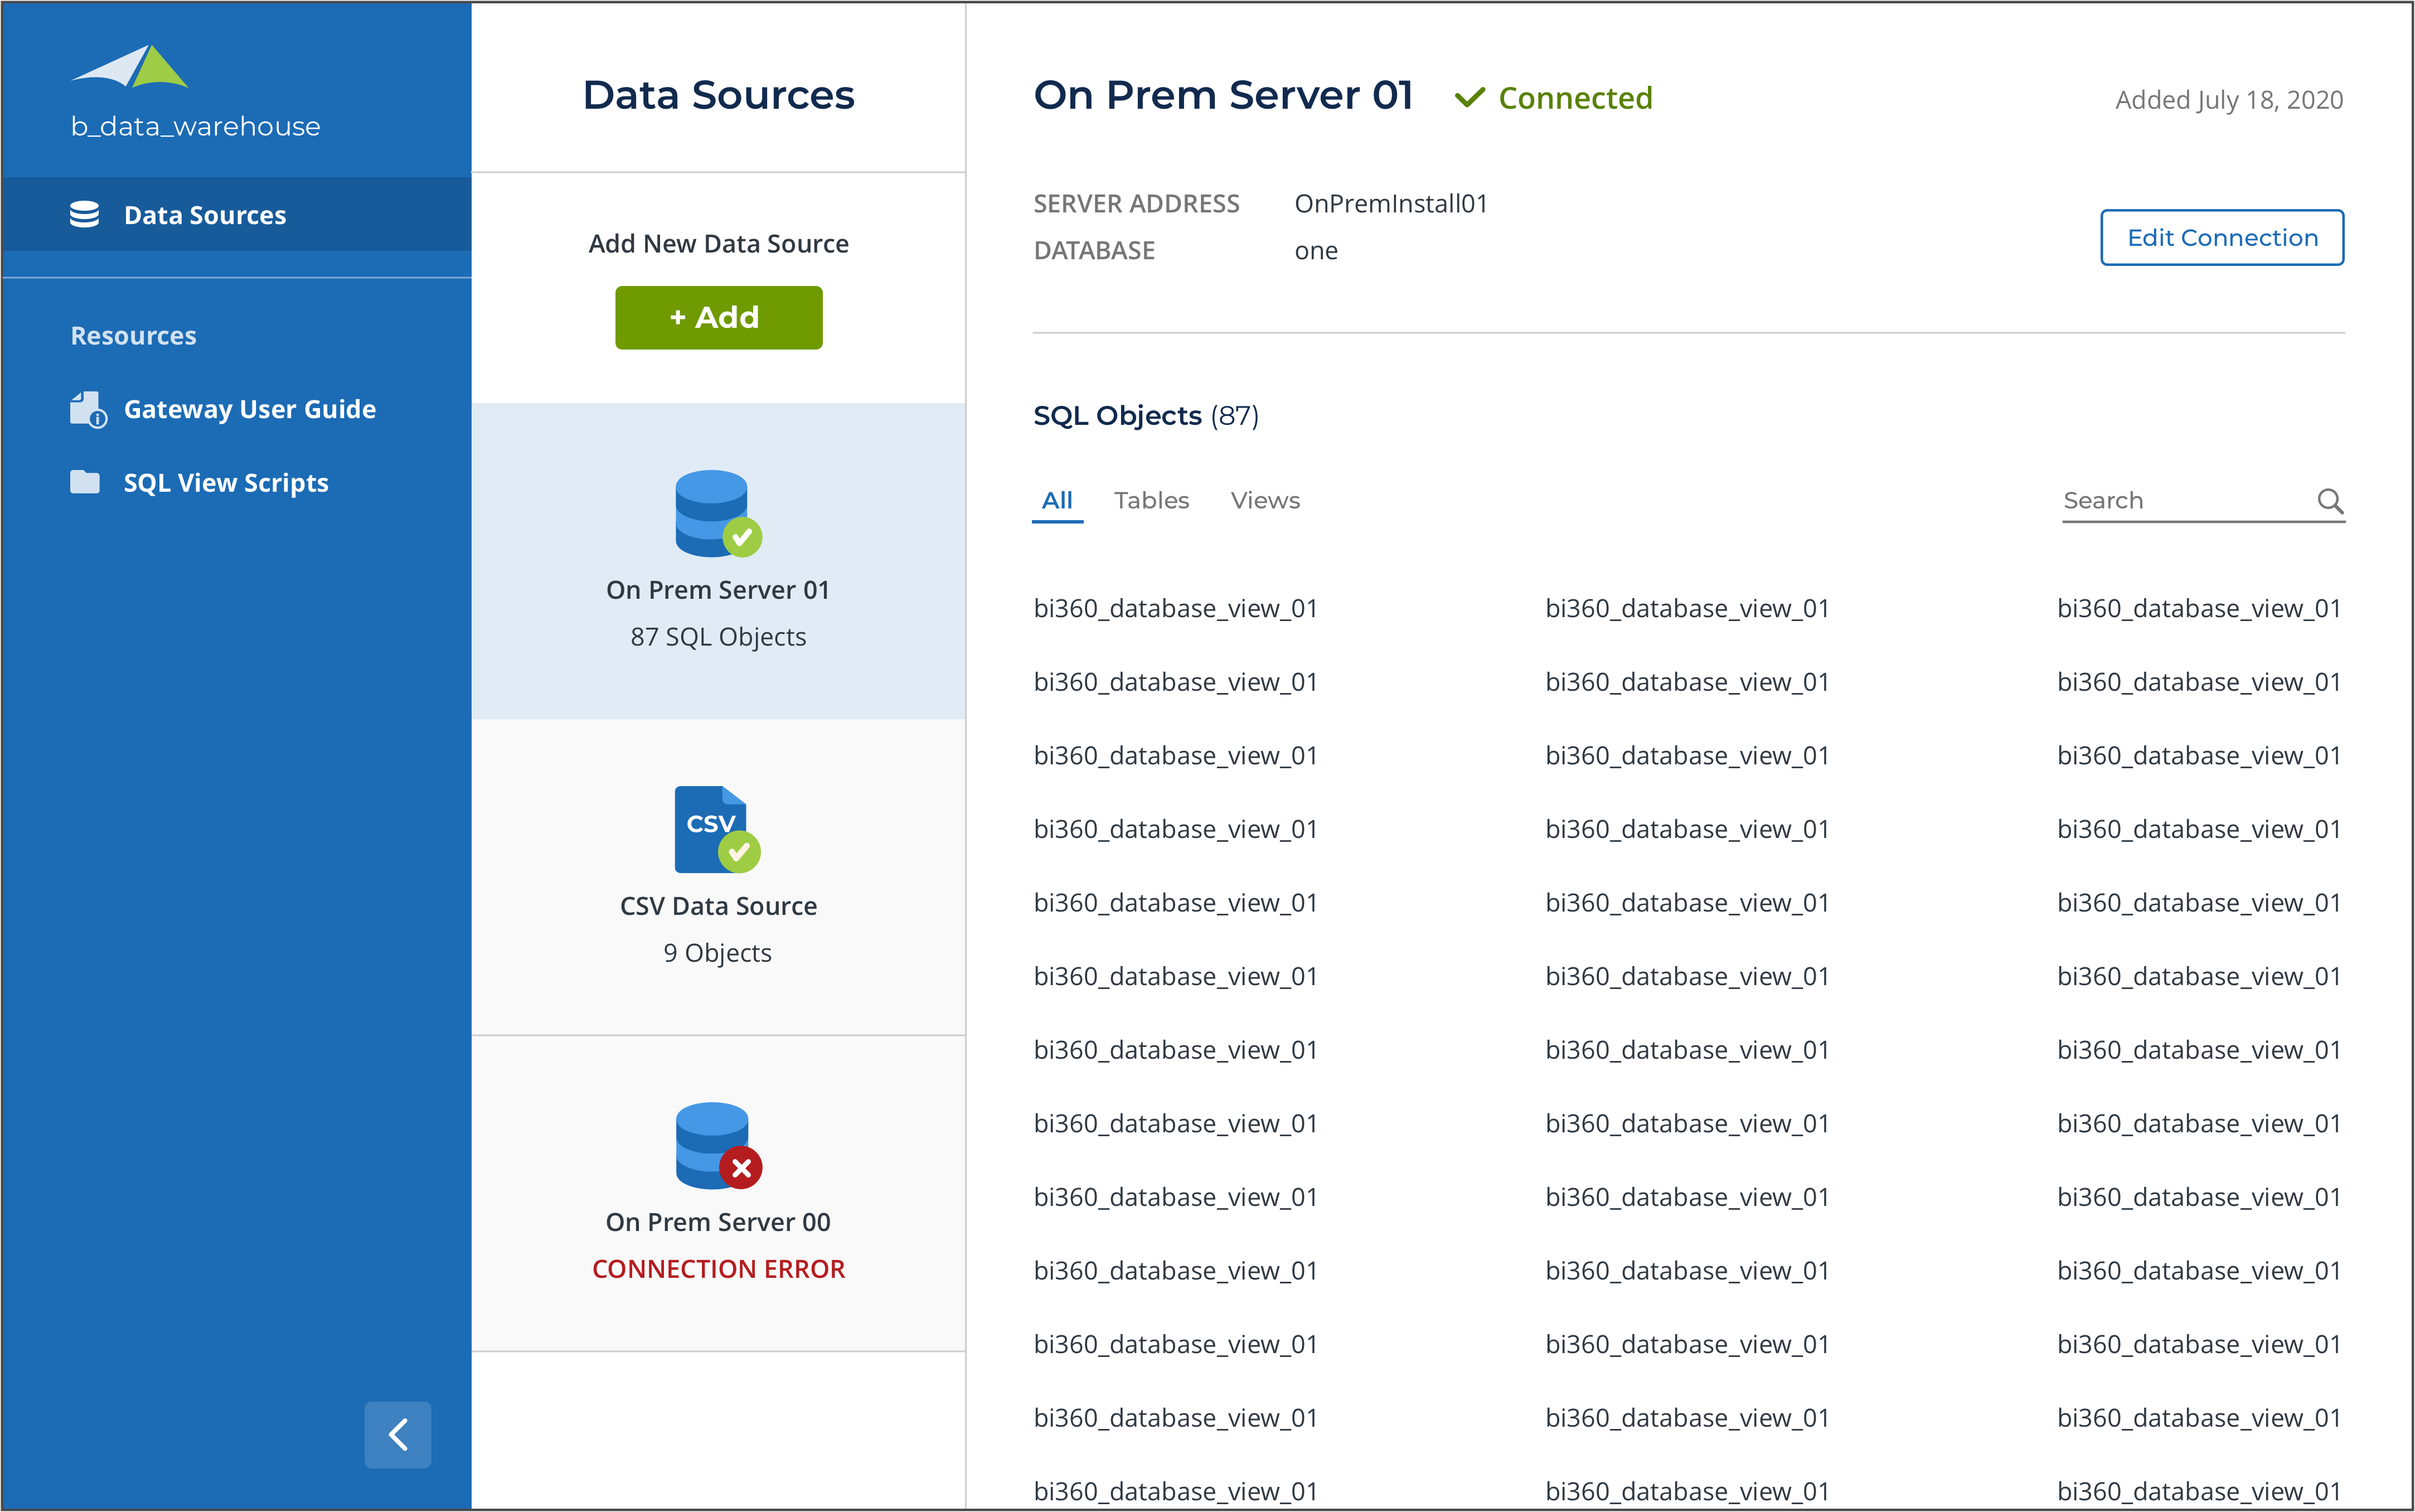 b_data_warehouse
Data Sources
Resources
Gateway User Guide
SQL View Scripts
Data Sources
Add New Data Source
+ Add
On Prem Server 01
87 SQL Objects
CSV
CSV Data Source
9 Objects
On Prem Server 00
CONNECTION ERROR
On Prem Server 01 Connected Added July 18, 2020
SERVER ADDRESS OnPremInstall01
DATABASE one
Edit Connection
SQL Objects (87)
All Tables Views Search
bi360_database_view_01 bi360_database_view_01 bi360_database_view_01
bi360_database_view_01 bi360_database_view_01 bi360_database_view_01
bi360_database_view_01 bi360_database_view_01 bi360_database_view_01
bi360_database_view_01 bi360_database_view_01 bi360_database_view_01
bi360_database_view_01 bi360_database_view_01 bi360_database_view_01
bi360_database_view_01 bi360_database_view_01 bi360_database_view_01
bi360_database_view_01 bi360_database_view_01 bi360_database_view_01
bi360_database_view_01 bi360_database_view_01 bi360_database_view_01
bi360_database_view_01 bi360_database_view_01 bi360_database_view_01
bi360_database_view_01 bi360_database_view_01 bi360_database_view_01
bi360_database_view_01 bi360_database_view_01 bi360_database_view_01
bi360_database_view_01 bi360_database_view_01 bi360_database_view_01
bi360_database_view_01 bi360_database_view_01 bi360_database_view_01